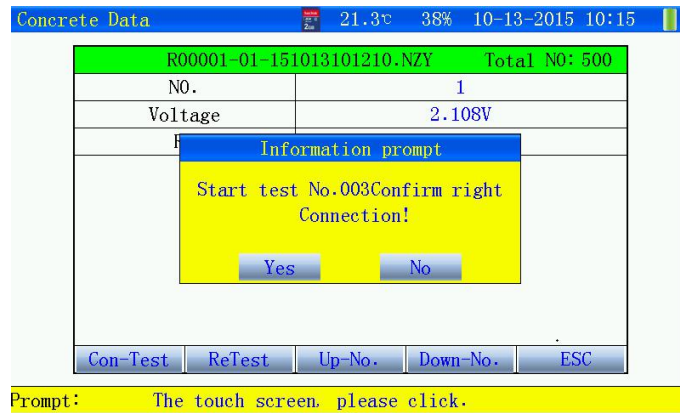 Concrete Data 21.3℃ 38% 10-13-2015 10:15
R00001-01-151013101210.NZY Total N0: 500
N0. 1
Voltage 2.108V
Information prompt
Start test No.003Confirm right
Connection!
Yes No
Con-Test ReTest Up-No. Down-No. ESC
Prompt: The touch screen, please click.